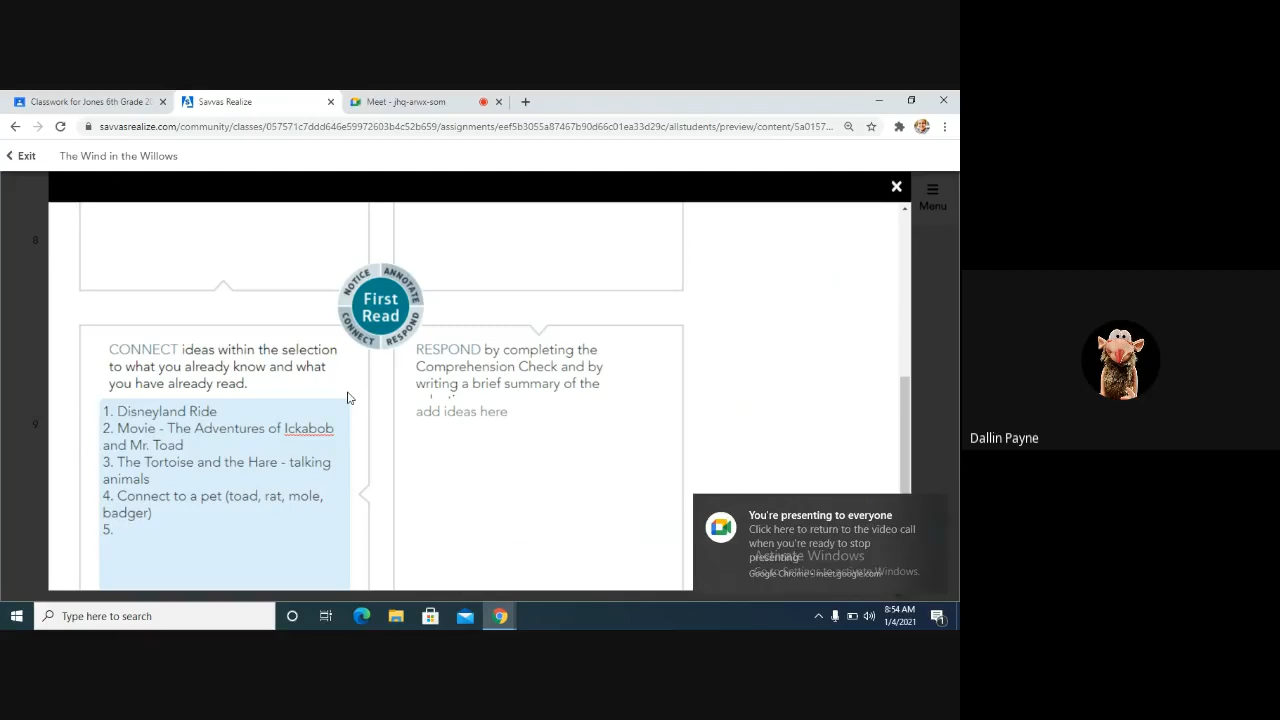 Classwork for Jones 6th Grade 2
Savvas Realize
Meet - jhq-arwx-som
savvasrealize.com/community/classes/057571c7ddd646e59972603b4c52b659/assignments/eef5b3055a87467b90d66c01ea33d29c/allstudents/preview/content/5a0157...
Exit
The Wind in the Willows
Menu
8
NOTICE
ANNOTATE
First
Read
CONNECT
RESPOND
CONNECT ideas within the selection
to what you already know and what
you have already read.
RESPOND by completing the
Comprehension Check and by
writing a brief summary of the
add ideas here
9
1. Disneyland Ride
2. Movie - The Adventures of Ickabob
and Mr. Toad
3. The Tortoise and the Hare - talking
animals
4. Connect to a pet (toad, rat, mole,
badger)
5.
Dallin Payne
You're presenting to everyone
Click here to return to the video call
when you're ready to stop
presenting.
Google Chrome • meet.google.com
Activate Windows
Go to Settings to activate Windows.
Type here to search
8:54 AM
1/4/2021
1